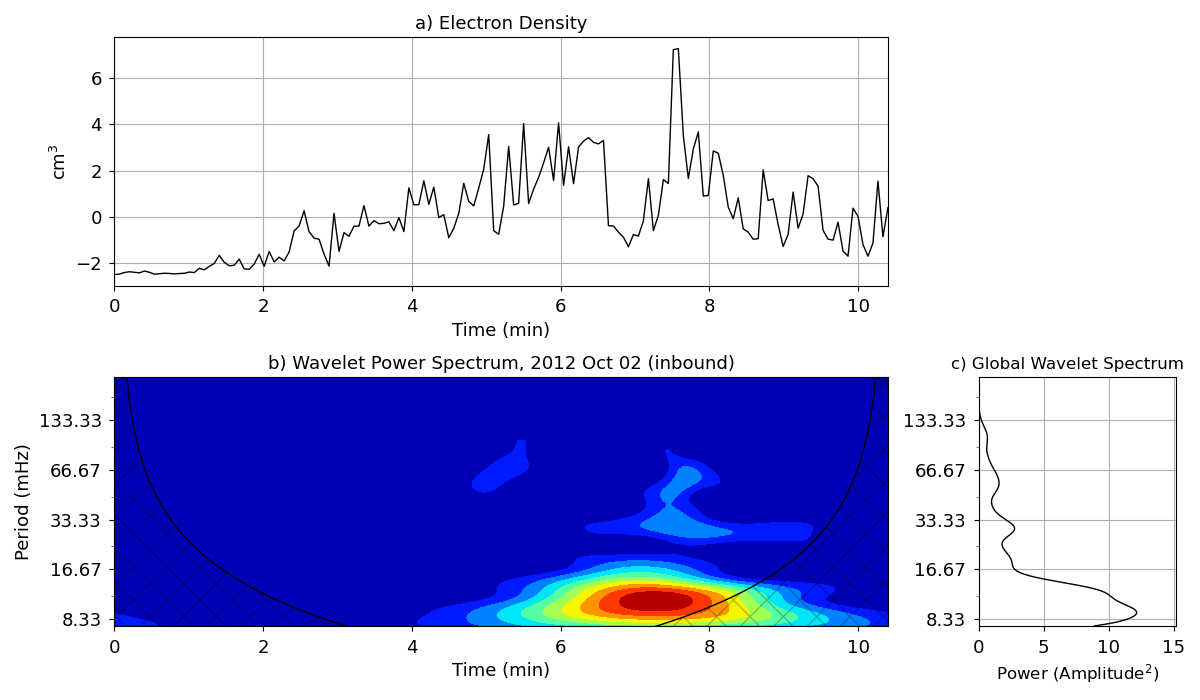 a) Electron Density
cm³
6
4
2
0
−2
0 2 4 6 8 10
Time (min)
b) Wavelet Power Spectrum, 2012 Oct 02 (inbound)
Period (mHz)
133.33
66.67
33.33
16.67
8.33
0 2 4 6 8 10
Time (min)
c) Global Wavelet Spectrum
133.33
66.67
33.33
16.67
8.33
0 5 10 15
Power (Amplitude²)